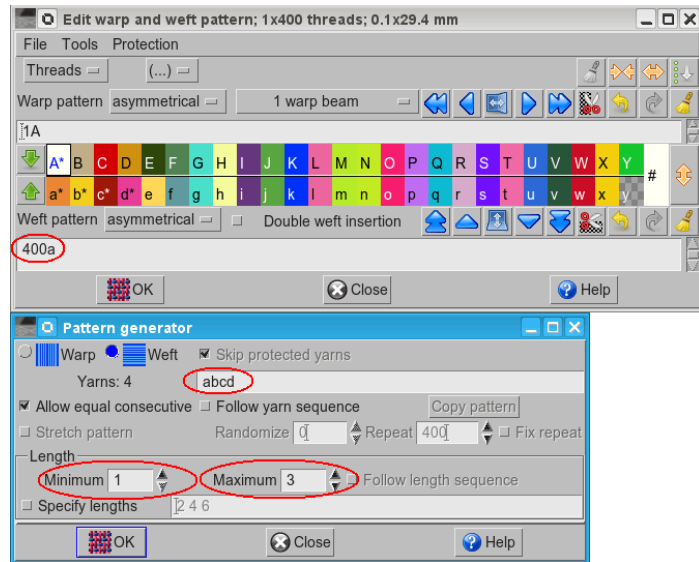 Edit warp and weft pattern; 1x400 threads; 0.1x29.4 mm
File Tools Protection
Threads (...)
Warp pattern asymmetrical 1 warp beam
1A
A* B C D E F G H I J K L M N O P Q R S T U V W X Y #
a* b* c* d* e f g h i j k l m n o p q r s t u v w x y
Weft pattern asymmetrical Double weft insertion
400a
OK Close Help
Pattern generator
Warp Weft Skip protected yarns
Yarns: 4 abcd
Allow equal consecutive Follow yarn sequence Copy pattern
Stretch pattern Randomize 0 Repeat 400 Fix repeat
Length
Minimum 1 Maximum 3 Follow length sequence
Specify lengths 2 4 6
OK Close Help